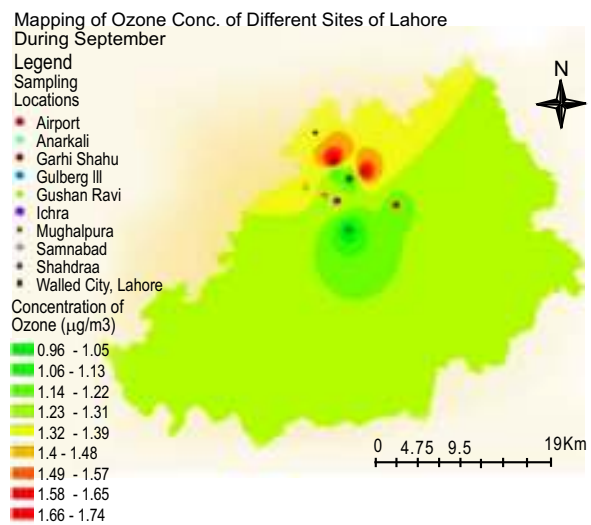 Mapping of Ozone Conc. of Different Sites of Lahore
During September
Legend
Sampling
Locations
Airport
Anarkali
Garhi Shahu
Gulberg III
Gushan Ravi
Ichra
Mughalpura
Samnabad
Shahdraa
Walled City, Lahore
Concentration of
Ozone (µg/m3)
0.96 - 1.05
1.06 - 1.13
1.14 - 1.22
1.23 - 1.31
1.32 - 1.39
1.4 - 1.48
1.49 - 1.57
1.58 - 1.65
1.66 - 1.74
N
0 4.75 9.5 19Km